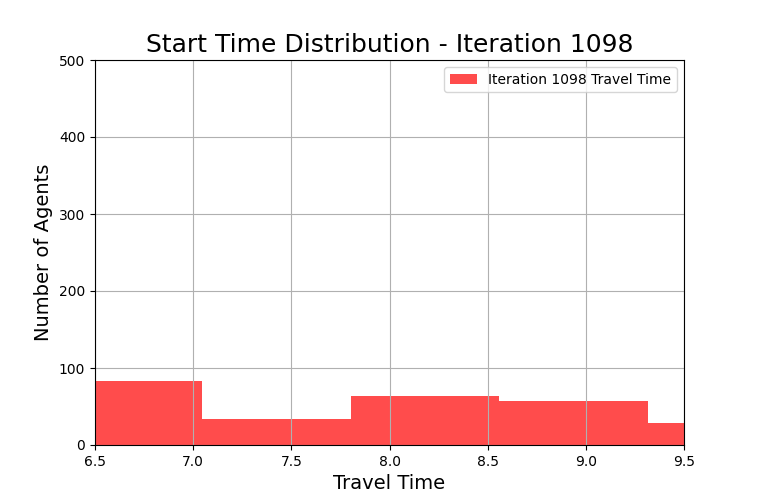 Start Time Distribution - Iteration 1098
Iteration 1098 Travel Time
Number of Agents
500
400
300
200
100
0
6.5 7.0 7.5 8.0 8.5 9.0 9.5
Travel Time